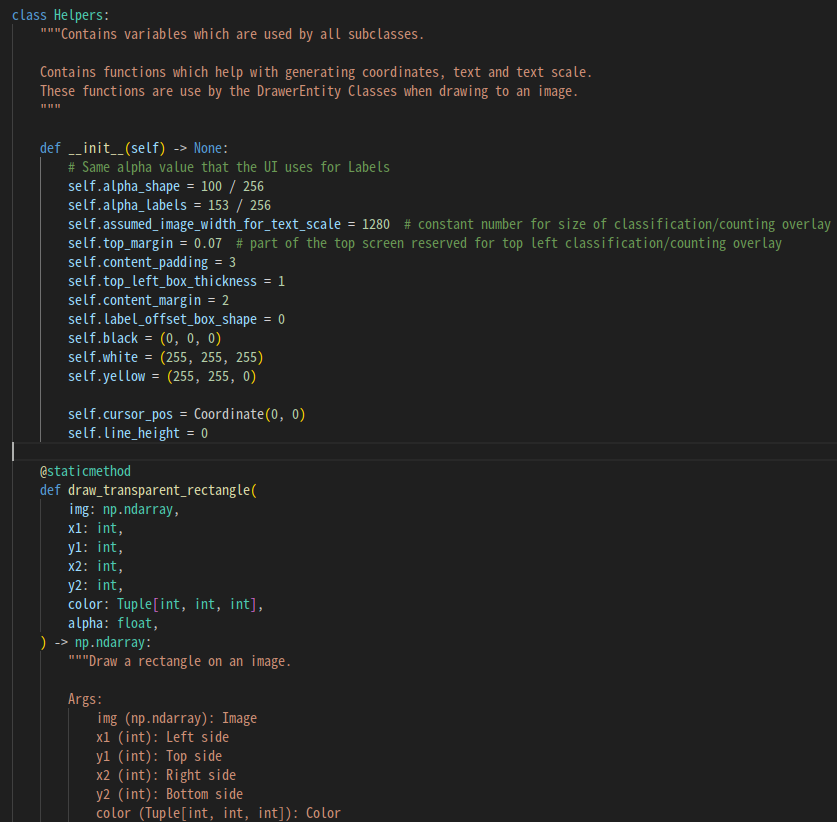 class Helpers:
    """Contains variables which are used by all subclasses.

    Contains functions which help with generating coordinates, text and text scale.
    These functions are use by the DrawerEntity Classes when drawing to an image.
    """

    def __init__(self) -> None:
        # Same alpha value that the UI uses for Labels
        self.alpha_shape = 100 / 256
        self.alpha_labels = 153 / 256
        self.assumed_image_width_for_text_scale = 1280  # constant number for size of classification/counting overlay
        self.top_margin = 0.07  # part of the top screen reserved for top left classification/counting overlay
        self.content_padding = 3
        self.top_left_box_thickness = 1
        self.content_margin = 2
        self.label_offset_box_shape = 0
        self.black = (0, 0, 0)
        self.white = (255, 255, 255)
        self.yellow = (255, 255, 0)

        self.cursor_pos = Coordinate(0, 0)
        self.line_height = 0

    @staticmethod
    def draw_transparent_rectangle(
        img: np.ndarray,
        x1: int,
        y1: int,
        x2: int,
        y2: int,
        color: Tuple[int, int, int],
        alpha: float,
    ) -> np.ndarray:
        """Draw a rectangle on an image.

        Args:
            img (np.ndarray): Image
            x1 (int): Left side
            y1 (int): Top side
            x2 (int): Right side
            y2 (int): Bottom side
            color (Tuple[int, int, int]): Color